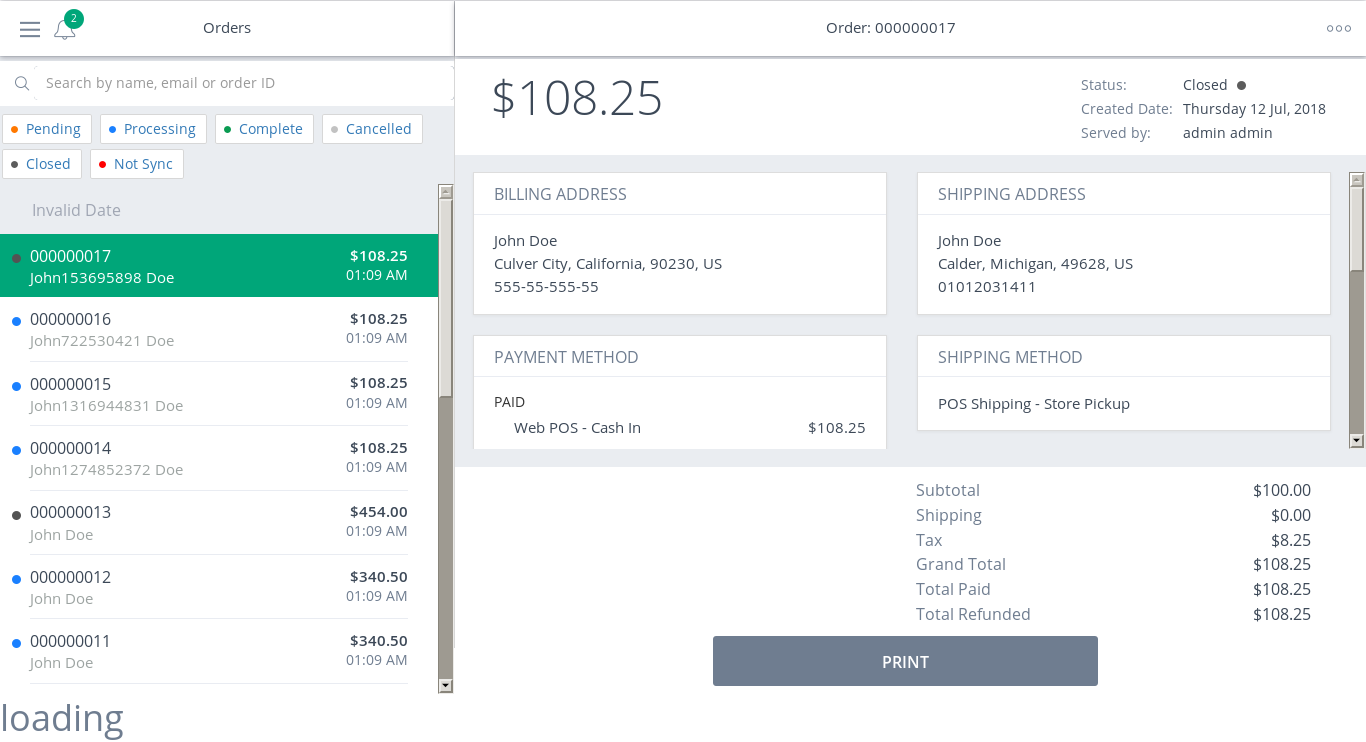 2
Orders
Order: 000000017
Search by name, email or order ID
Pending
Processing
Complete
Cancelled
Closed
Not Sync
Invalid Date
000000017 $108.25
John153695898 Doe 01:09 AM
000000016 $108.25
John722530421 Doe 01:09 AM
000000015 $108.25
John1316944831 Doe 01:09 AM
000000014 $108.25
John1274852372 Doe 01:09 AM
000000013 $454.00
John Doe 01:09 AM
000000012 $340.50
John Doe 01:09 AM
000000011 $340.50
John Doe 01:09 AM
loading
$108.25
Status: Closed
Created Date: Thursday 12 Jul, 2018
Served by: admin admin
BILLING ADDRESS
John Doe
Culver City, California, 90230, US
555-55-555-55
SHIPPING ADDRESS
John Doe
Calder, Michigan, 49628, US
01012031411
PAYMENT METHOD
PAID
Web POS - Cash In $108.25
SHIPPING METHOD
POS Shipping - Store Pickup
Subtotal $100.00
Shipping $0.00
Tax $8.25
Grand Total $108.25
Total Paid $108.25
Total Refunded $108.25
PRINT